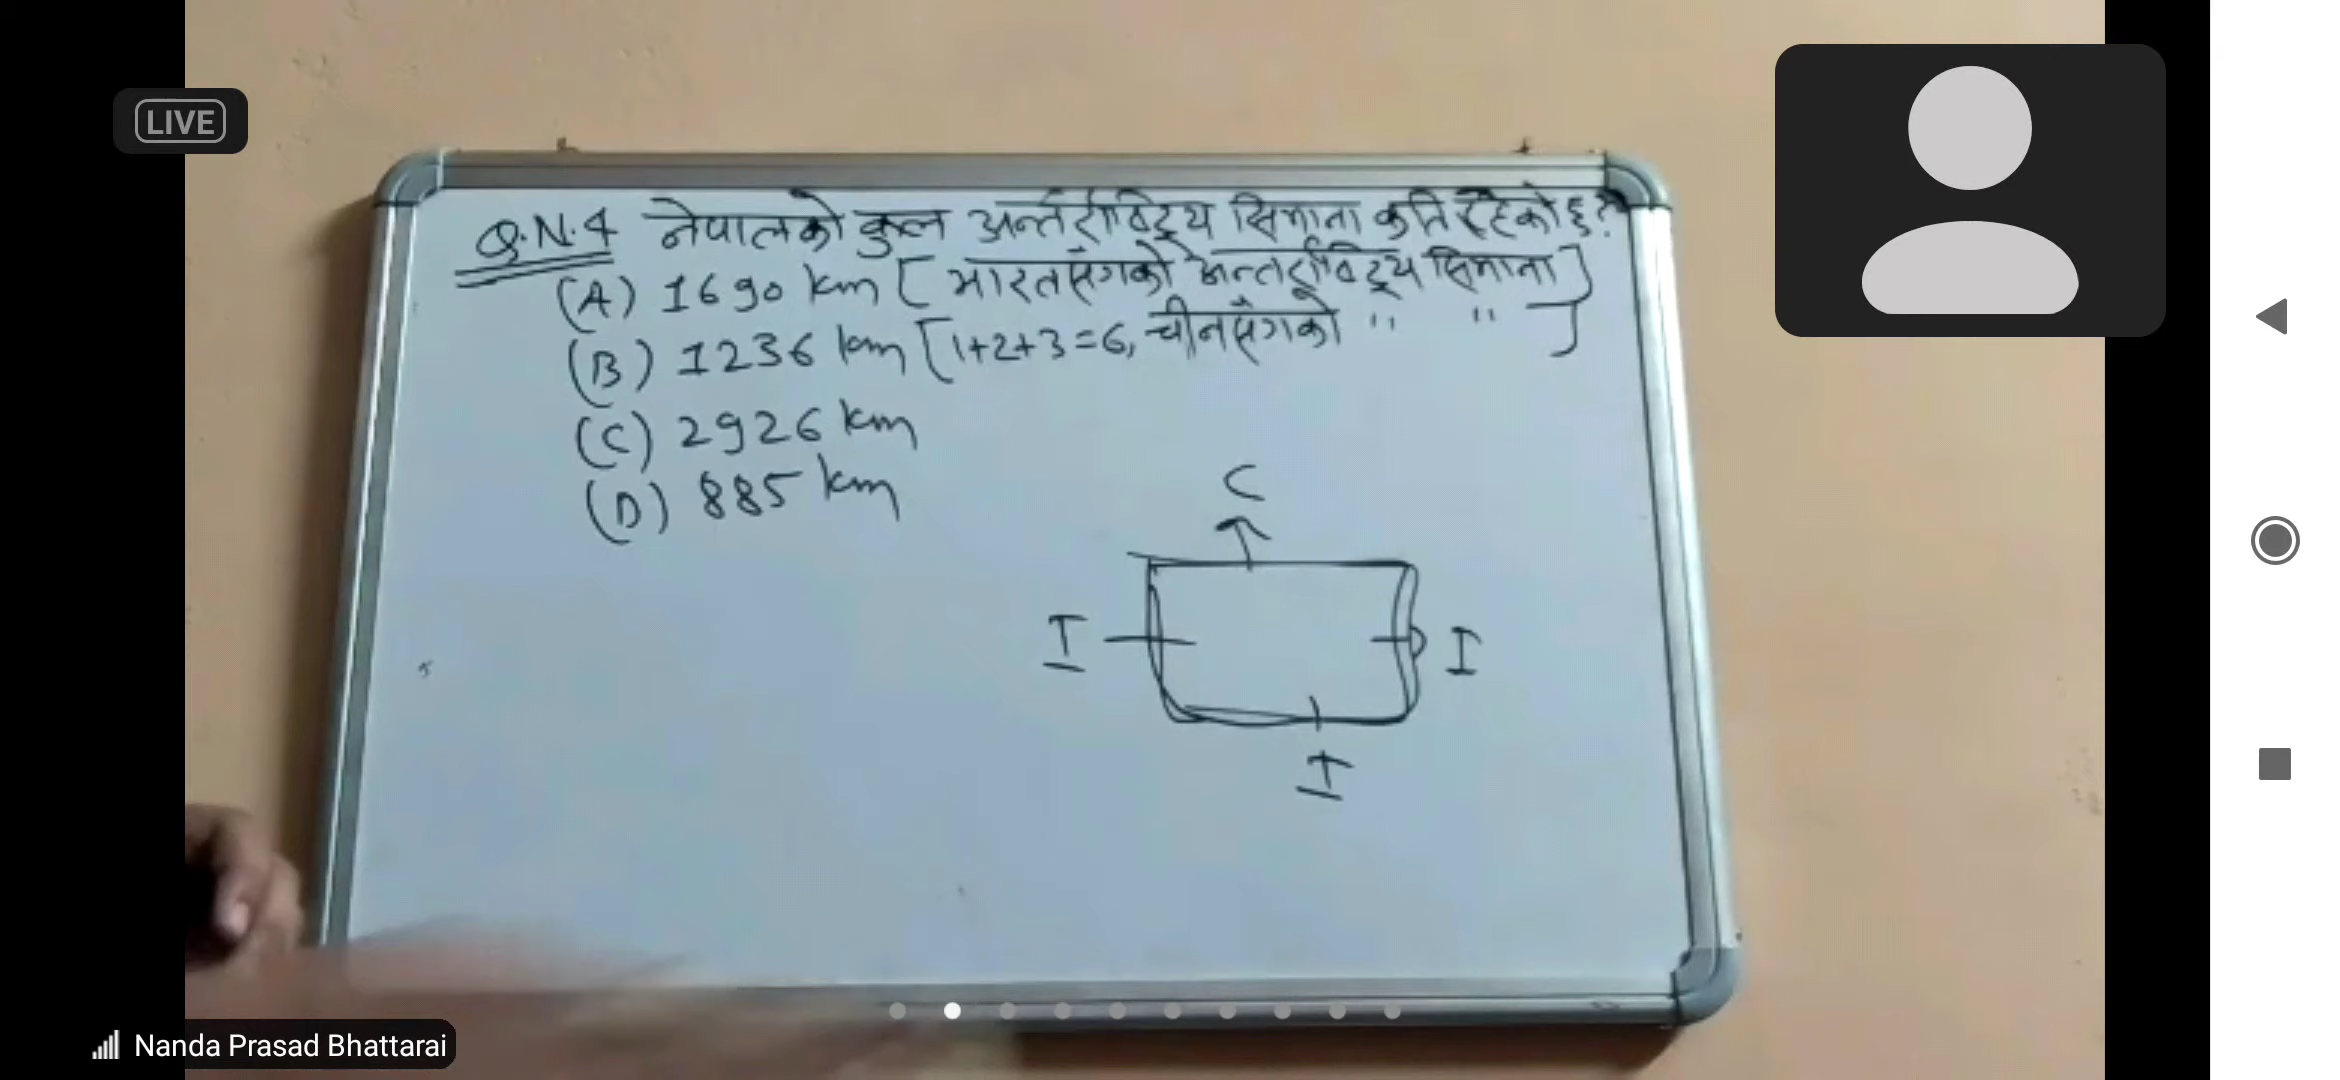 LIVE
Q.N.4 नेपालको कुल अन्तर्राष्ट्रिय सिमाना कति रहेको छ?
(A) 1690 km [भारतसँगको अन्तर्राष्ट्रिय सिमाना]
(B) 1236 km [1+2+3=6, चीनसँगको " "]
(C) 2926 km
(D) 885 km
C
I
I
I
Nanda Prasad Bhattarai